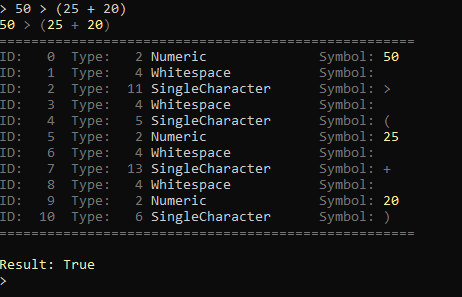 > 50 > (25 + 20)
50 > (25 + 20)
====================================================
ID:   0  Type:   2 Numeric              Symbol: 50
ID:   1  Type:   4 Whitespace           Symbol:
ID:   2  Type:  11 SingleCharacter      Symbol: >
ID:   3  Type:   4 Whitespace           Symbol:
ID:   4  Type:   5 SingleCharacter      Symbol: (
ID:   5  Type:   2 Numeric              Symbol: 25
ID:   6  Type:   4 Whitespace           Symbol:
ID:   7  Type:  13 SingleCharacter      Symbol: +
ID:   8  Type:   4 Whitespace           Symbol:
ID:   9  Type:   2 Numeric              Symbol: 20
ID:  10  Type:   6 SingleCharacter      Symbol: )
====================================================
Result: True
>